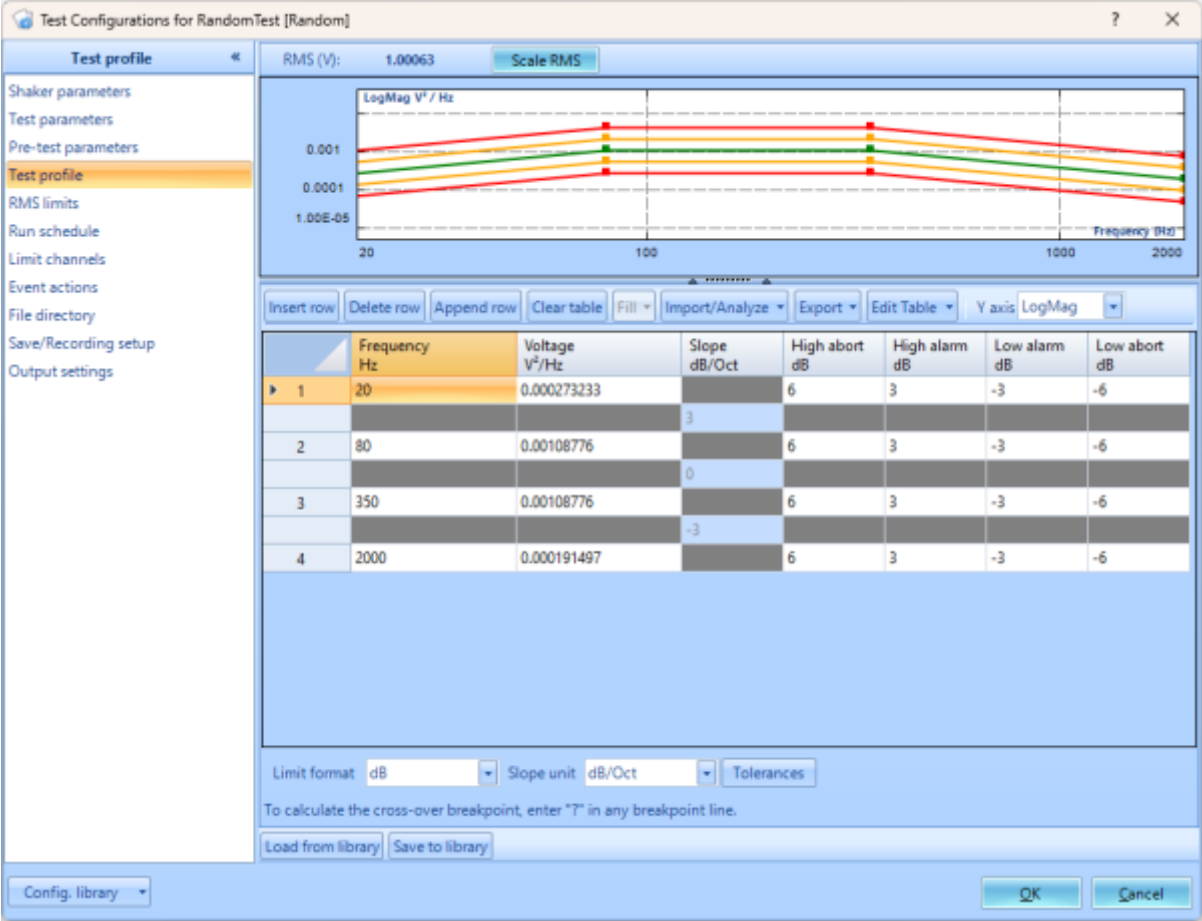 Test Configurations for RandomTest [Random]
?
Test profile «
Shaker parameters
Test parameters
Pre-test parameters
Test profile
RMS limits
Run schedule
Limit channels
Event actions
File directory
Save/Recording setup
Output settings
RMS (V): 1.00063 Scale RMS
LogMag V²/ Hz
0.001
0.0001
1.00E-05
Frequency (Hz)
20 100 1000 2000
Insert row Delete row Append row Clear table Fill Import/Analyze Export Edit Table Y axis LogMag
Frequency Voltage Slope High abort High alarm Low alarm Low abort
Hz V²/Hz dB/Oct dB dB dB dB
1 20 0.000273233 6 3 -3 -6
3
2 80 0.00108776 6 3 -3 -6
0
3 350 0.00108776 6 3 -3 -6
-3
4 2000 0.000191497 6 3 -3 -6
Limit format dB Slope unit dB/Oct Tolerances
To calculate the cross-over breakpoint, enter "?" in any breakpoint line.
Load from library Save to library
Config. library OK Cancel